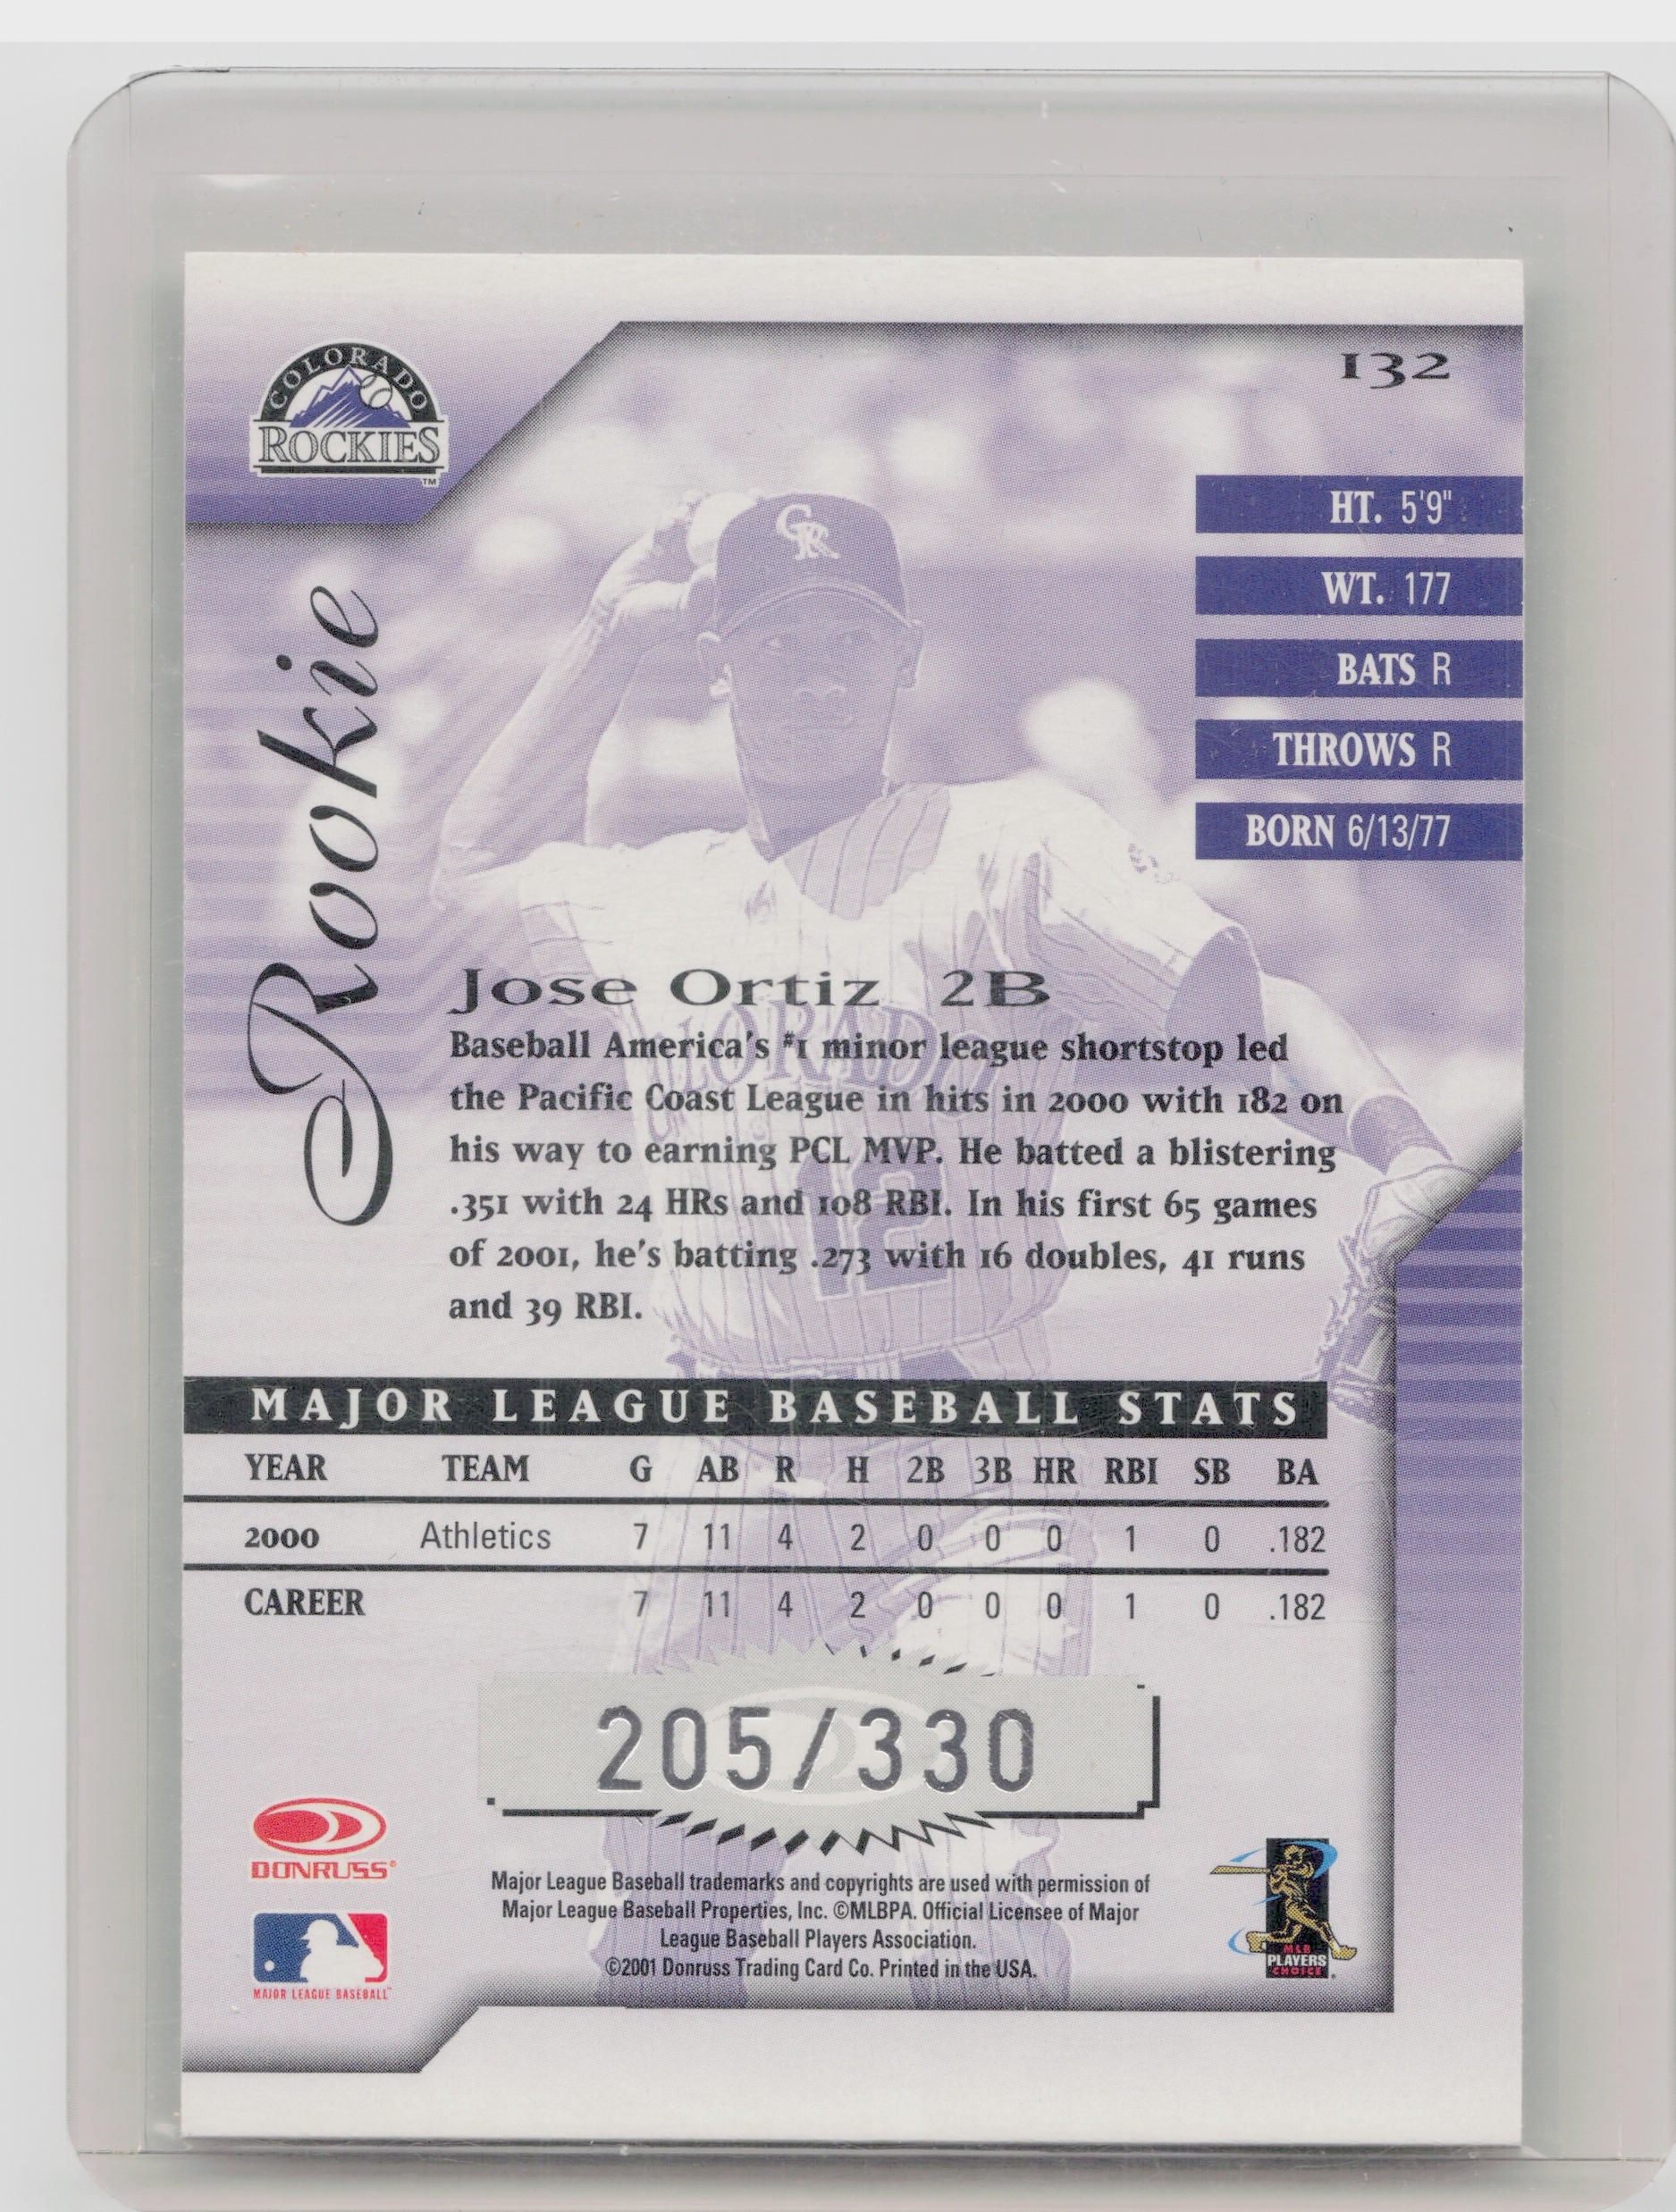 COLORADO
ROCKIES
TM
132
HT. 5'9"
WT. 177
BATS R
THROWS R
BORN 6/13/77
Rookie
CR
COLORADO
12
Jose Ortiz 2B
Baseball America's #1 minor league shortstop led
the Pacific Coast League in hits in 2000 with 182 on
his way to earning PCL MVP. He batted a blistering
.351 with 24 HRs and 108 RBI. In his first 65 games
of 2001, he's batting .273 with 16 doubles, 41 runs
and 39 RBI.
MAJOR LEAGUE BASEBALL STATS
YEAR TEAM G AB R H 2B 3B HR RBI SB BA
2000 Athletics 7 11 4 2 0 0 0 1 0 .182
CAREER 7 11 4 2 0 0 0 1 0 .182
205/330
DONRUSS®
MAJOR LEAGUE BASEBALL™
Major League Baseball trademarks and copyrights are used with permission of
Major League Baseball Properties, Inc. ©MLBPA. Official Licensee of Major
League Baseball Players Association.
©2001 Donruss Trading Card Co. Printed in the USA.
MLB
PLAYERS
CHOICE®